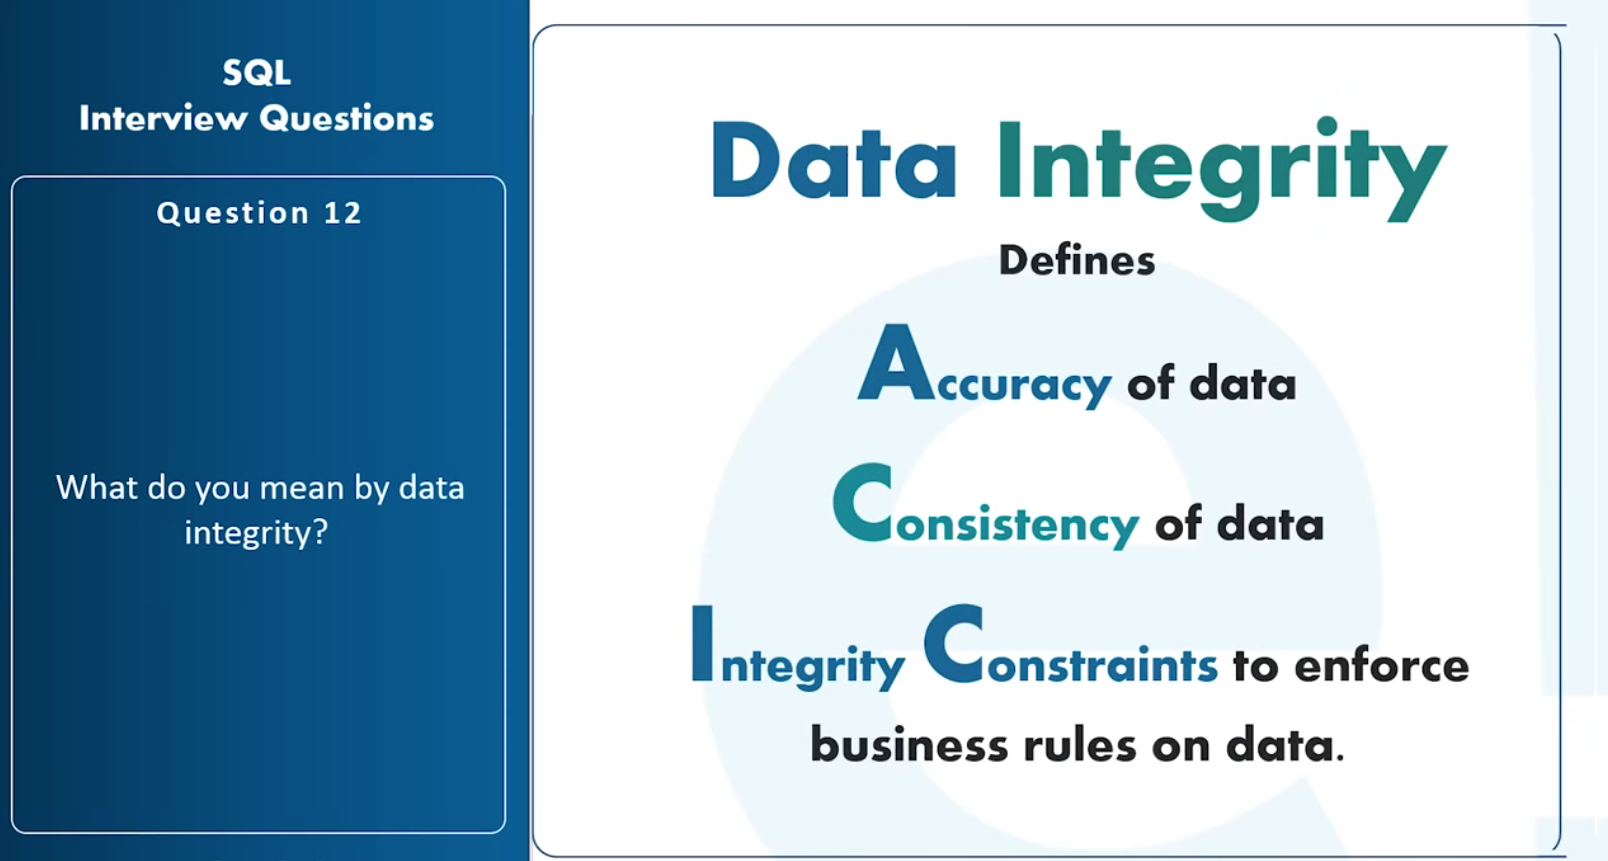 SQL
Interview Questions
Question 12
What do you mean by data
integrity?
Data Integrity
Defines
Accuracy of data
Consistency of data
Integrity Constraints to enforce
business rules on data.